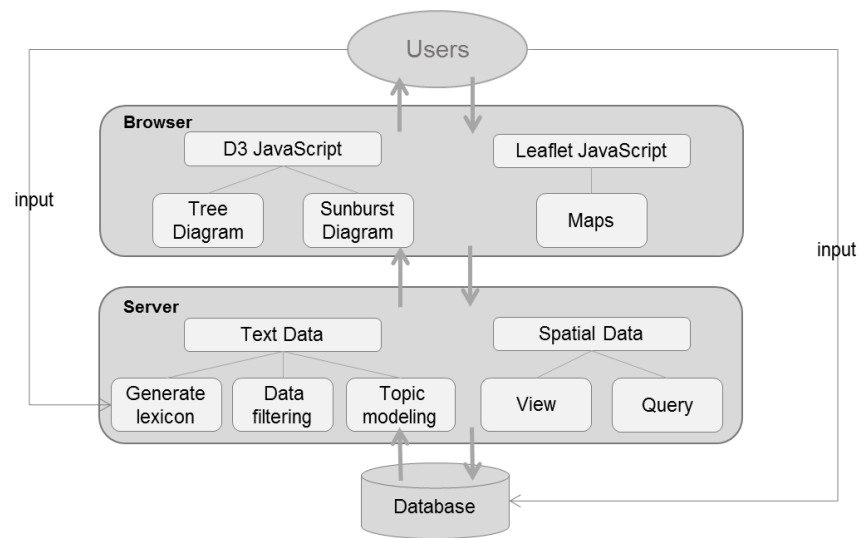 Users
Browser
D3 JavaScript
Leaflet JavaScript
input
Tree
Diagram
Sunburst
Diagram
Maps
input
Server
Text Data
Spatial Data
Generate
lexicon
Data
filtering
Topic
modeling
View
Query
Database